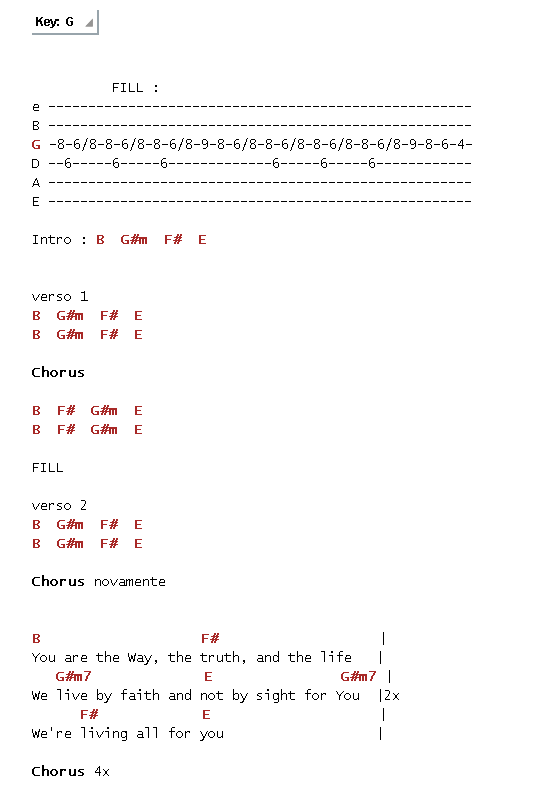 Key: G
FILL :
e -----------------------------------------------------
B -----------------------------------------------------
G -8-6/8-8-6/8-8-6/8-9-8-6/8-8-6/8-8-6/8-8-6/8-9-8-6-4-
D --6-----6-----6-------------6-----6-----6------------
A -----------------------------------------------------
E -----------------------------------------------------
Intro : B  G#m  F#  E
verso 1
B  G#m  F#  E
B  G#m  F#  E
Chorus
B  F#  G#m  E
B  F#  G#m  E
FILL
verso 2
B  G#m  F#  E
B  G#m  F#  E
Chorus novamente
B                    F#                    |
You are the Way, the truth, and the life   |
   G#m7              E                G#m7 |
We live by faith and not by sight for You  |2x
      F#             E                     |
We're living all for you                   |
Chorus 4x